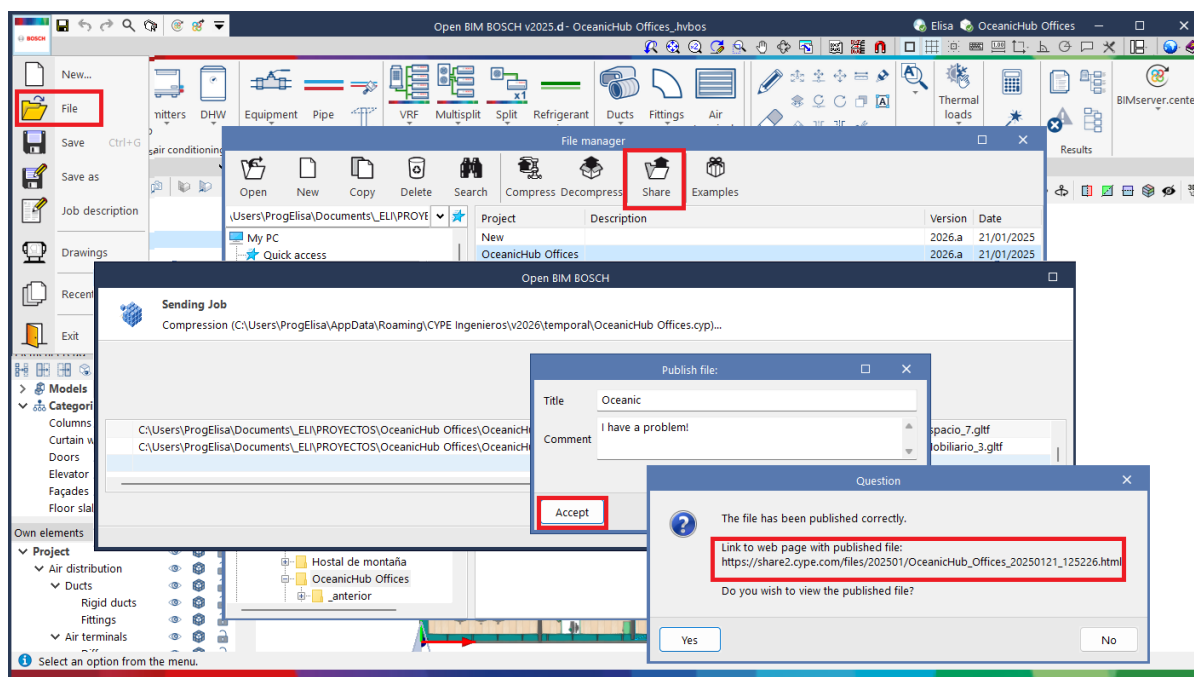 Open BIM BOSCH v2025.d - OceanicHub Offices_.hvbos
Elisa
OceanicHub Offices
BOSCH
New...
File
Save Ctrl+G
Save as
Job description
Drawings
Recent
Exit
mitters
DHW
Equipment
Pipe
VRF
Multisplit
x1
Split
Refrigerant
Ducts
Fittings
Air
Thermal
loads
Results
BIMserver.cente
air conditioning
File manager
Open
New
Copy
Delete
Search
Compress
Decompress
Share
Examples
\Users\ProgElisa\Documents\_ELI\PROYE
Project
Description
Version
Date
My PC
Quick access
New
2026.a
21/01/2025
OceanicHub Offices
2026.a
21/01/2025
Open BIM BOSCH
Sending Job
Compression (C:\Users\ProgElisa\AppData\Roaming\CYPE Ingenieros\v2026\temporal\OceanicHub Offices.cyp)...
C:\Users\ProgElisa\Documents\_ELI\PROYECTOS\OceanicHub Offices\OceanicH
spacio_7.gltf
C:\Users\ProgElisa\Documents\_ELI\PROYECTOS\OceanicHub Offices\OceanicH
obiliario_3.gltf
Publish file:
Title
Oceanic
Comment
I have a problem!
Accept
Question
The file has been published correctly.
Link to web page with published file:
https://share2.cype.com/files/202501/OceanicHub_Offices_20250121_125226.html
Do you wish to view the published file?
Yes
No
Models
Categori
Columns
Curtain w
Doors
Elevator
Façades
Floor slal
Own elements
Project
Air distribution
Ducts
Rigid ducts
Fittings
Air terminals
Hostal de montaña
OceanicHub Offices
_anterior
Select an option from the menu.